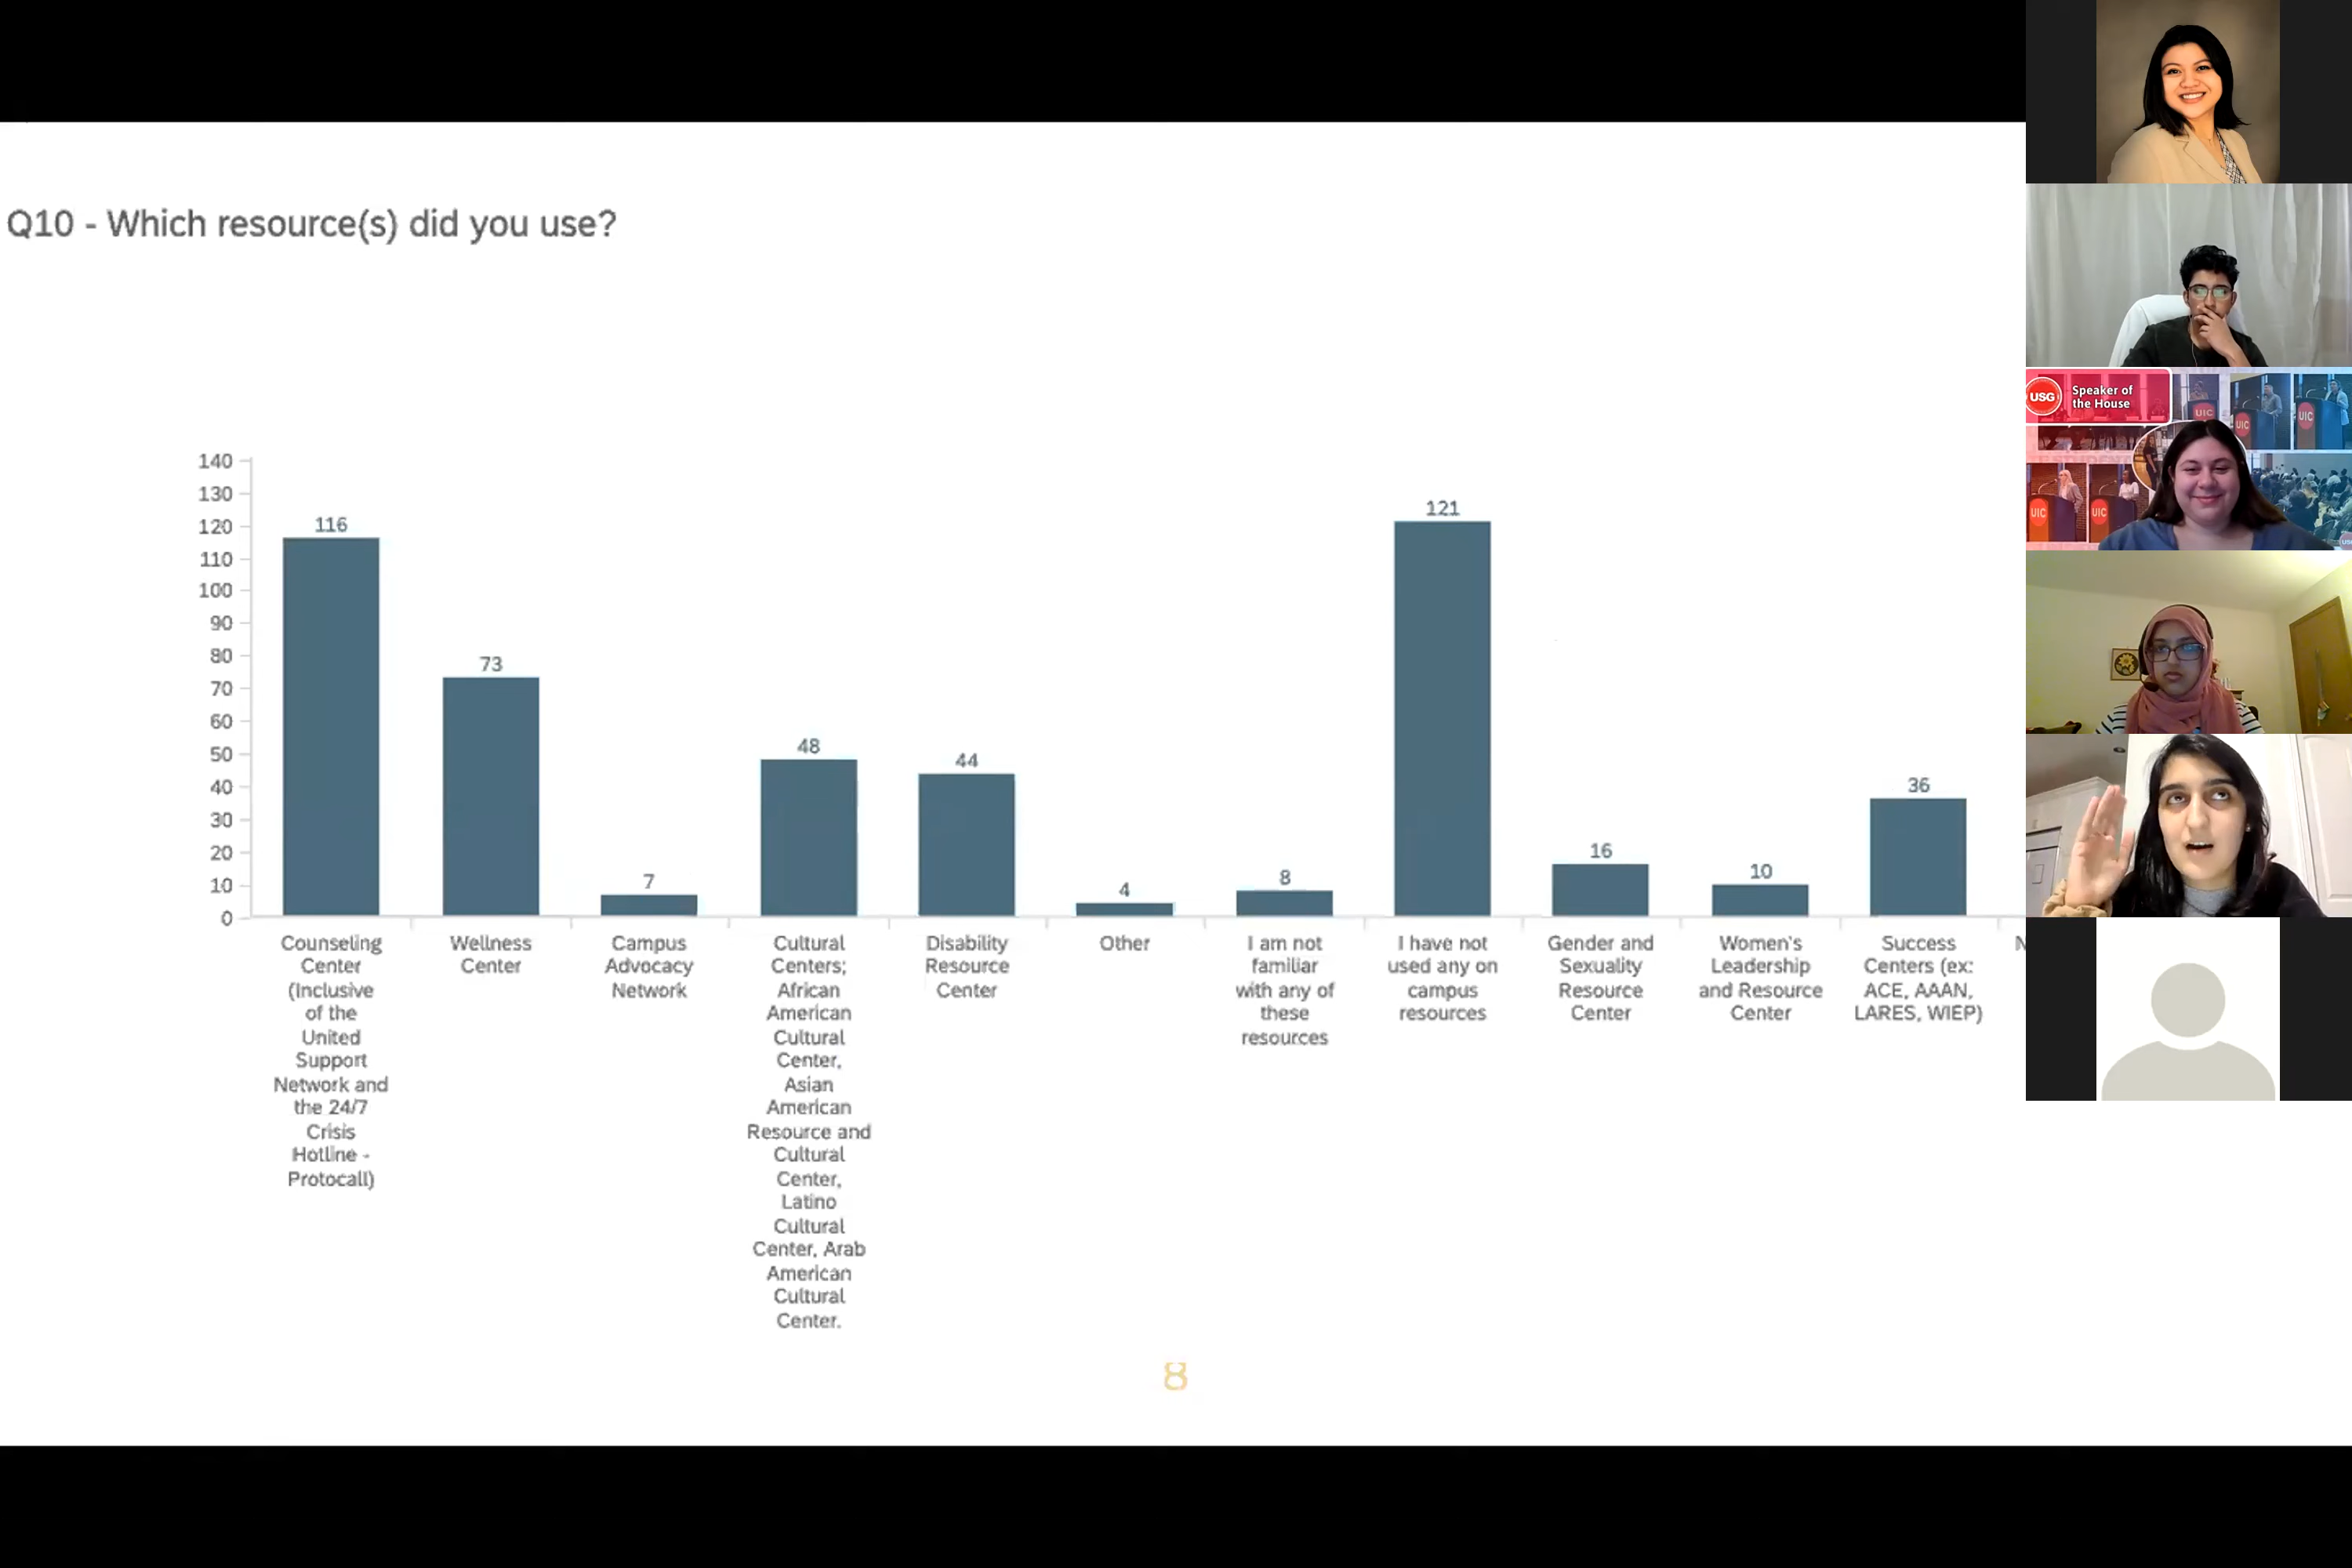 Q10 - Which resource(s) did you use?
140
130
120
110
100
90
80
70
60
50
40
30
20
10
0
116
73
7
48
44
4
8
121
16
10
36
Counseling
Center
(Inclusive
of the
United
Support
Network and
the 24/7
Crisis
Hotline -
Protocall)
Wellness
Center
Campus
Advocacy
Network
Cultural
Centers;
African
American
Cultural
Center,
Asian
American
Resource and
Cultural
Center,
Latino
Cultural
Center, Arab
American
Cultural
Center.
Disability
Resource
Center
Other
I am not
familiar
with any of
these
resources
I have not
used any on
campus
resources
Gender and
Sexuality
Resource
Center
Women's
Leadership
and Resource
Center
Success
Centers (ex:
ACE, AAAN,
LARES, WIEP)
N
8
USG
Speaker of
the House
UIC
UIC
UIC
UIC
UIC